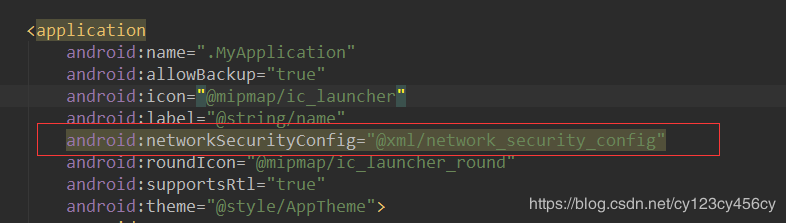 <application
android:name=".MyApplication"
android:allowBackup="true"
android:icon="@mipmap/ic_launcher"
android:label="@string/name"
android:networkSecurityConfig="@xml/network_security_config"
android:roundIcon="@mipmap/ic_launcher_round"
android:supportsRtl="true"
android:theme="@style/AppTheme">
https://blog.csdn.net/cy123cy456cy